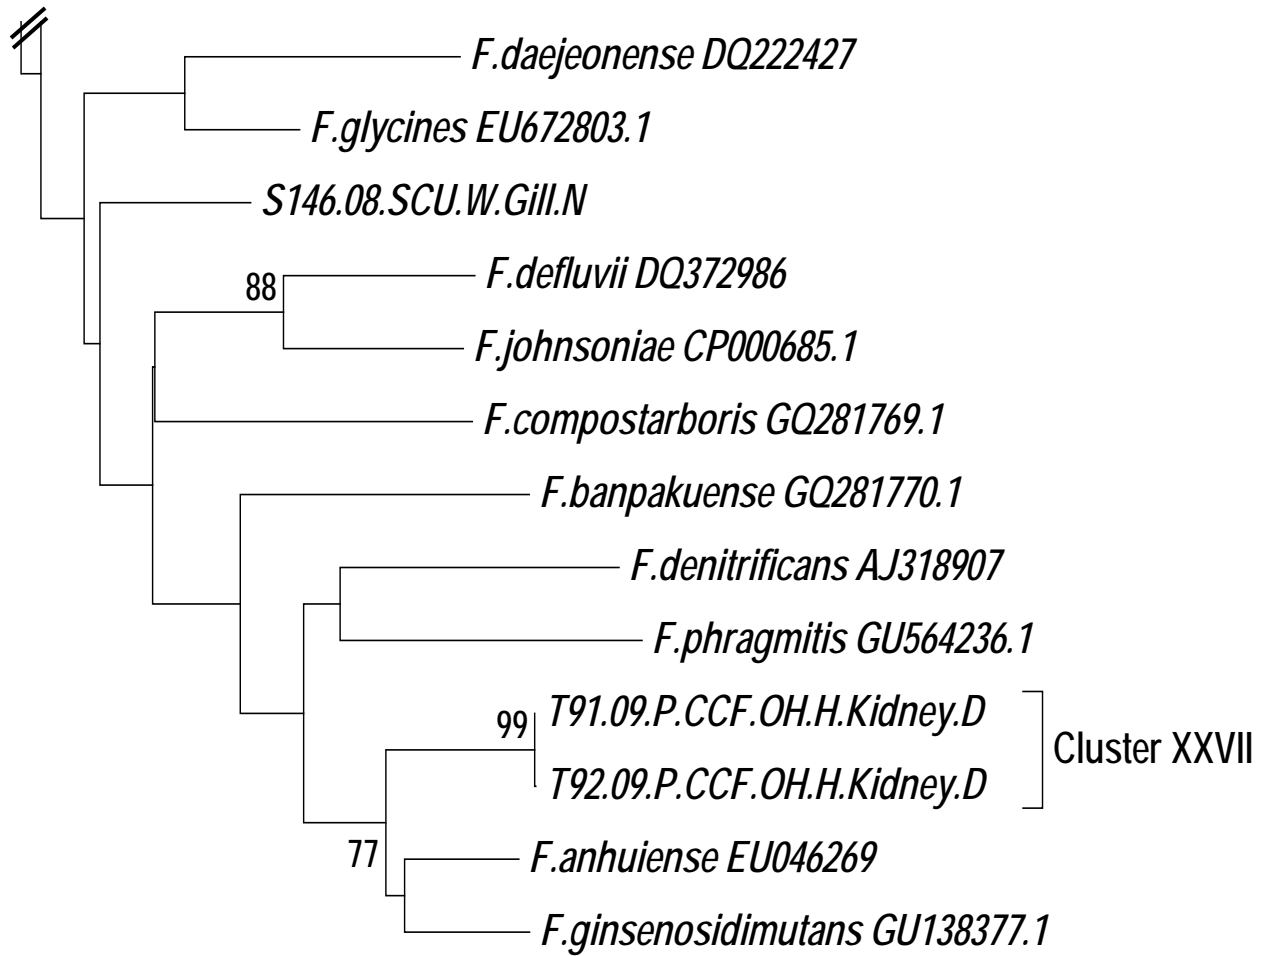 F.daejeonense DQ222427
F.glycines EU672803.1
S146.08.SCU.W.Gill.N
88
F.defluvii DQ372986
F.johnsoniae CP000685.1
F.compostarboris GQ281769.1
F.banpakuense GQ281770.1
F.denitrificans AJ318907
F.phragmitis GU564236.1
99
T91.09.P.CCF.OH.H.Kidney.D
Cluster XXVII
T92.09.P.CCF.OH.H.Kidney.D
77
F.anhuiense EU046269
F.ginsenosidimutans GU138377.1